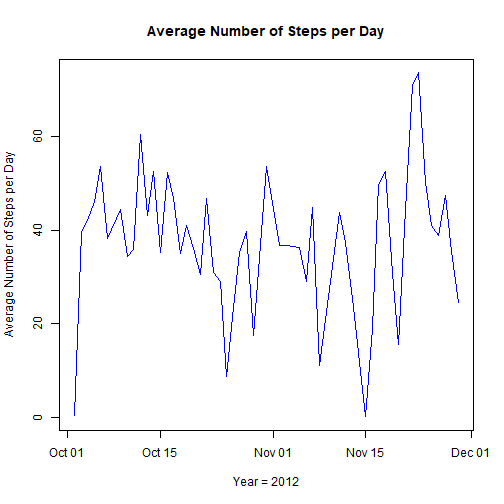 Average Number of Steps per Day
Average Number of Steps per Day
60
40
20
0
Oct 01 Oct 15 Nov 01 Nov 15 Dec 01
Year = 2012